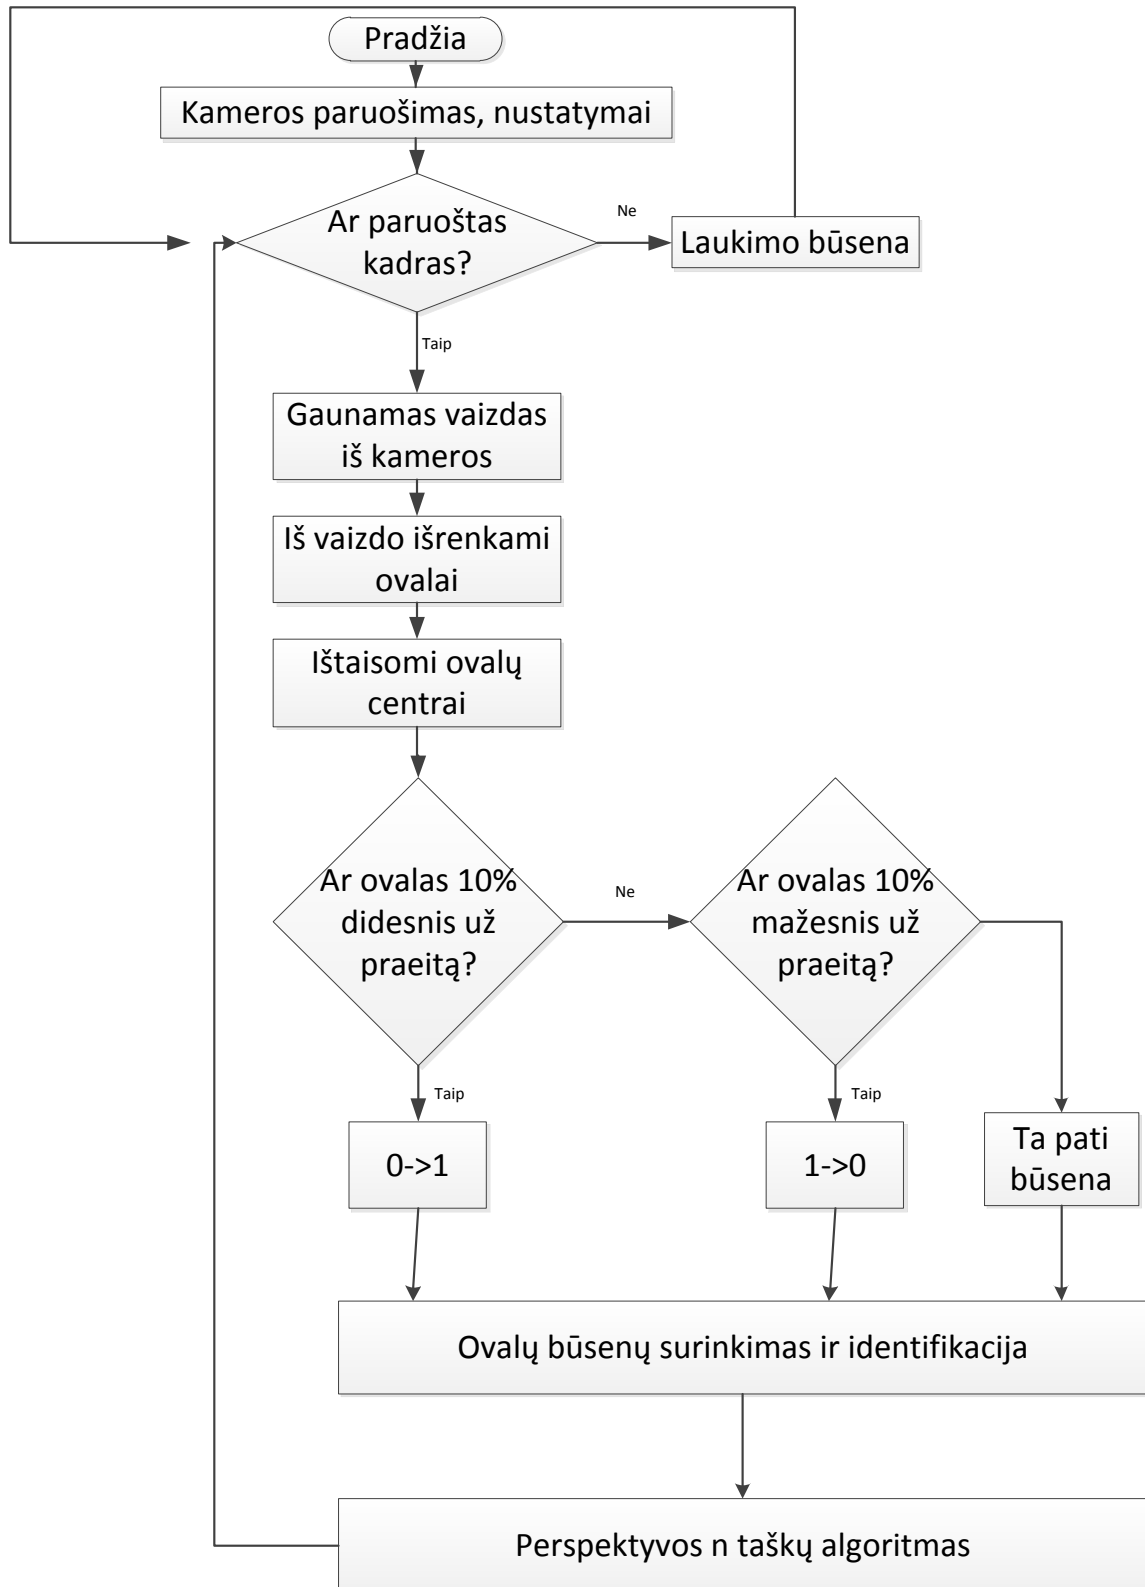 Pradžia
Kameros paruošimas, nustatymai
Ar paruoštas
kadras?
Ne
Laukimo būsena
Taip
Gaunamas vaizdas
iš kameros
Iš vaizdo išrenkami
ovalai
Ištaisomi ovalų
centrai
Ar ovalas 10%
didesnis už
praeitą?
Ne
Ar ovalas 10%
mažesnis už
praeitą?
Taip
Taip
0->1
1->0
Ta pati
būsena
Ovalų būsenų surinkimas ir identifikacija
Perspektyvos n taškų algoritmas